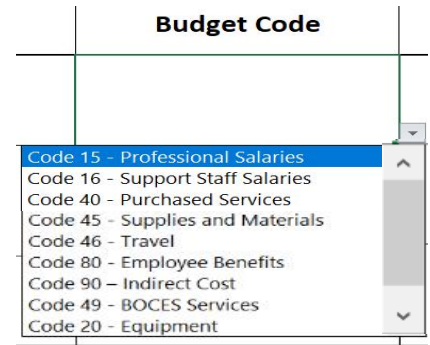 Budget Code
Code 15 - Professional Salaries
Code 16 - Support Staff Salaries
Code 40 - Purchased Services
Code 45 - Supplies and Materials
Code 46 - Travel
Code 80 - Employee Benefits
Code 90 – Indirect Cost
Code 49 - BOCES Services
Code 20 - Equipment